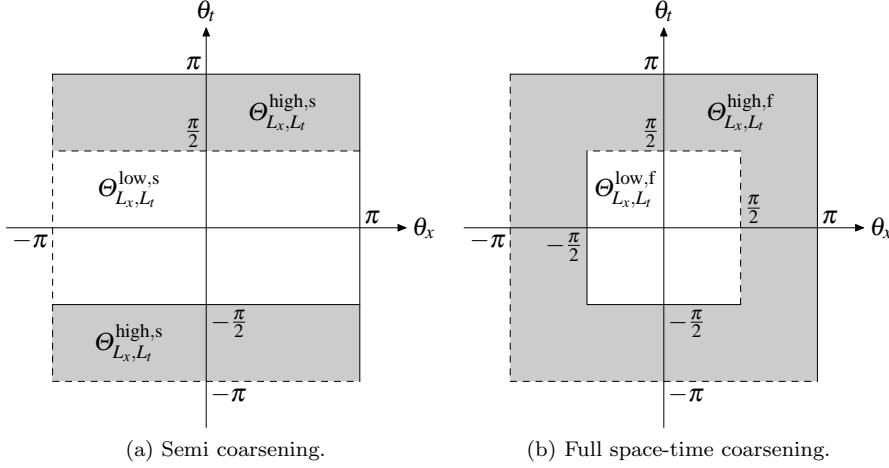 θ_t
π
Θ^{high,s}_{L_x,L_t}
π/2
Θ^{low,s}_{L_x,L_t}
π
−π
θ_x
−π/2
Θ^{high,s}_{L_x,L_t}
−π
(a) Semi coarsening.
θ_t
π
Θ^{high,f}_{L_x,L_t}
π/2
Θ^{low,f}_{L_x,L_t}
π/2
π
−π
−π/2
θ_x
−π/2
−π
(b) Full space-time coarsening.